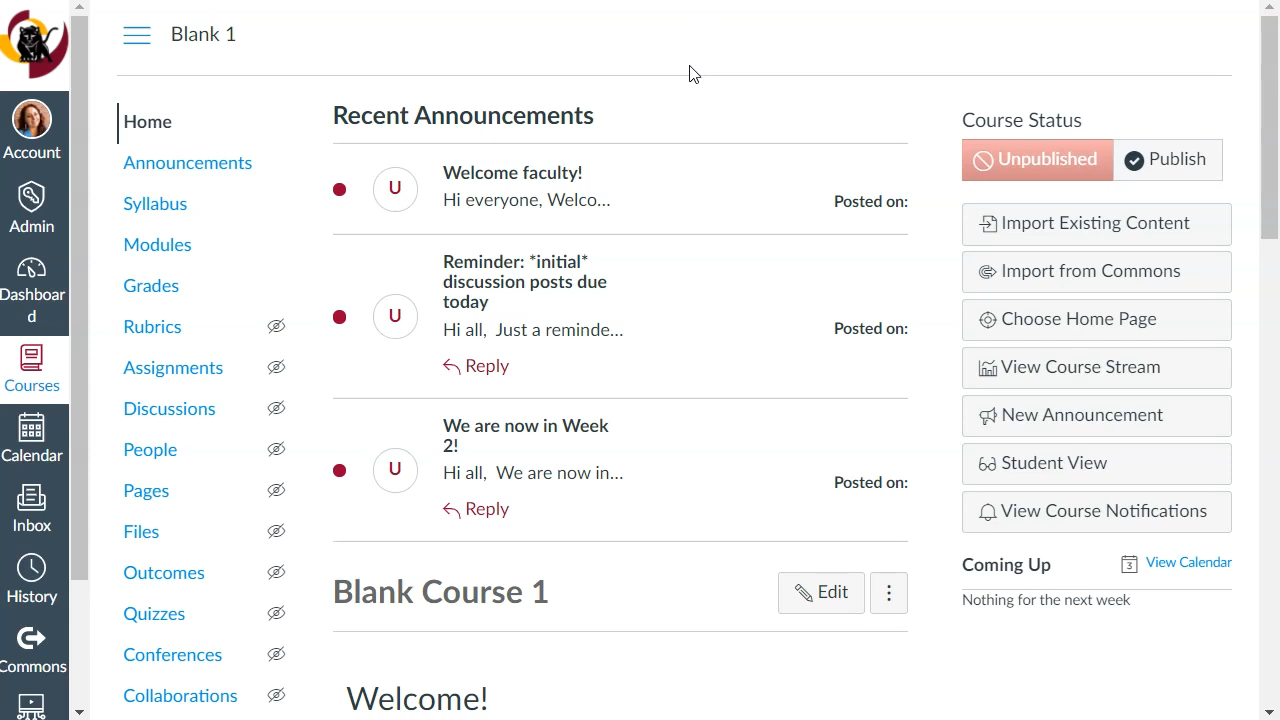 Blank 1
Account
Admin
Dashboar
d
Courses
Calendar
Inbox
History
Commons
Home
Announcements
Syllabus
Modules
Grades
Rubrics
Assignments
Discussions
People
Pages
Files
Outcomes
Quizzes
Conferences
Collaborations
Recent Announcements
U
Welcome faculty!
Hi everyone, Welco...
Posted on:
U
Reminder: *initial*
discussion posts due
today
Hi all, Just a reminde...
Posted on:
Reply
U
We are now in Week
2!
Hi all, We are now in...
Posted on:
Reply
Blank Course 1
Edit
Welcome!
Course Status
Unpublished
Publish
Import Existing Content
Import from Commons
Choose Home Page
View Course Stream
New Announcement
Student View
View Course Notifications
Coming Up
3
View Calendar
Nothing for the next week